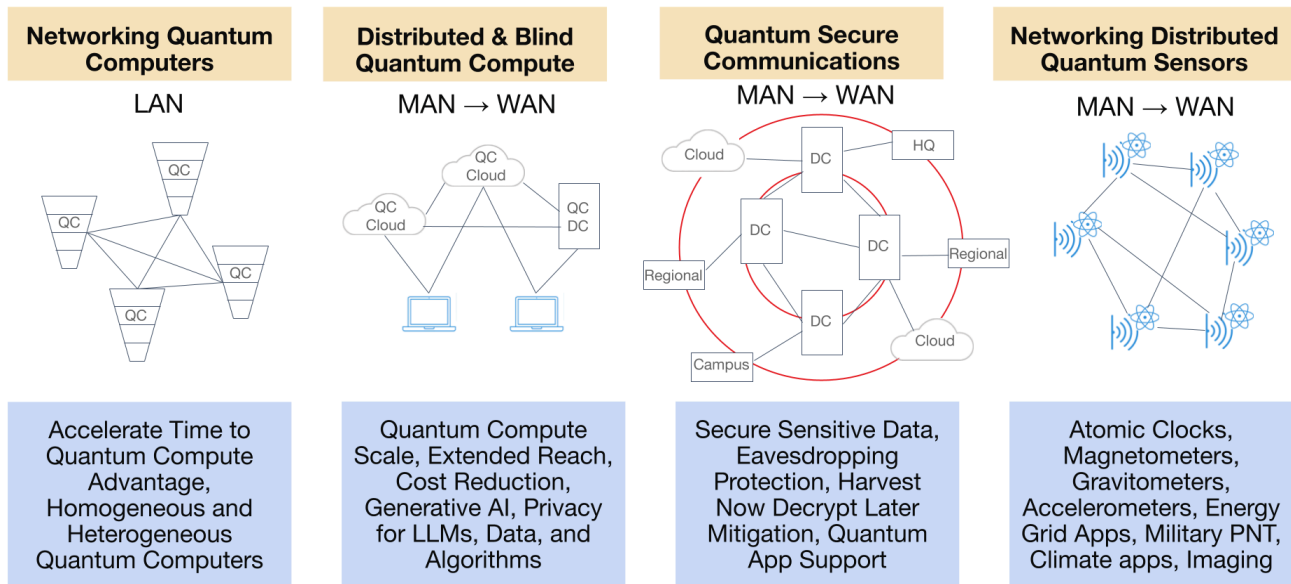 Networking Quantum
Computers
LAN
QC
QC
QC
QC
Accelerate Time to
Quantum Compute
Advantage,
Homogeneous and
Heterogeneous
Quantum Computers
Distributed & Blind
Quantum Compute
MAN → WAN
QC
Cloud
QC
Cloud
QC
DC
Quantum Compute
Scale, Extended Reach,
Cost Reduction,
Generative AI, Privacy
for LLMs, Data, and
Algorithms
Quantum Secure
Communications
MAN → WAN
Cloud
DC
HQ
DC
DC
Regional
Regional
DC
Cloud
Campus
Secure Sensitive Data,
Eavesdropping
Protection, Harvest
Now Decrypt Later
Mitigation, Quantum
App Support
Networking Distributed
Quantum Sensors
MAN → WAN
Atomic Clocks,
Magnetometers,
Gravitometers,
Accelerometers, Energy
Grid Apps, Military PNT,
Climate apps, Imaging